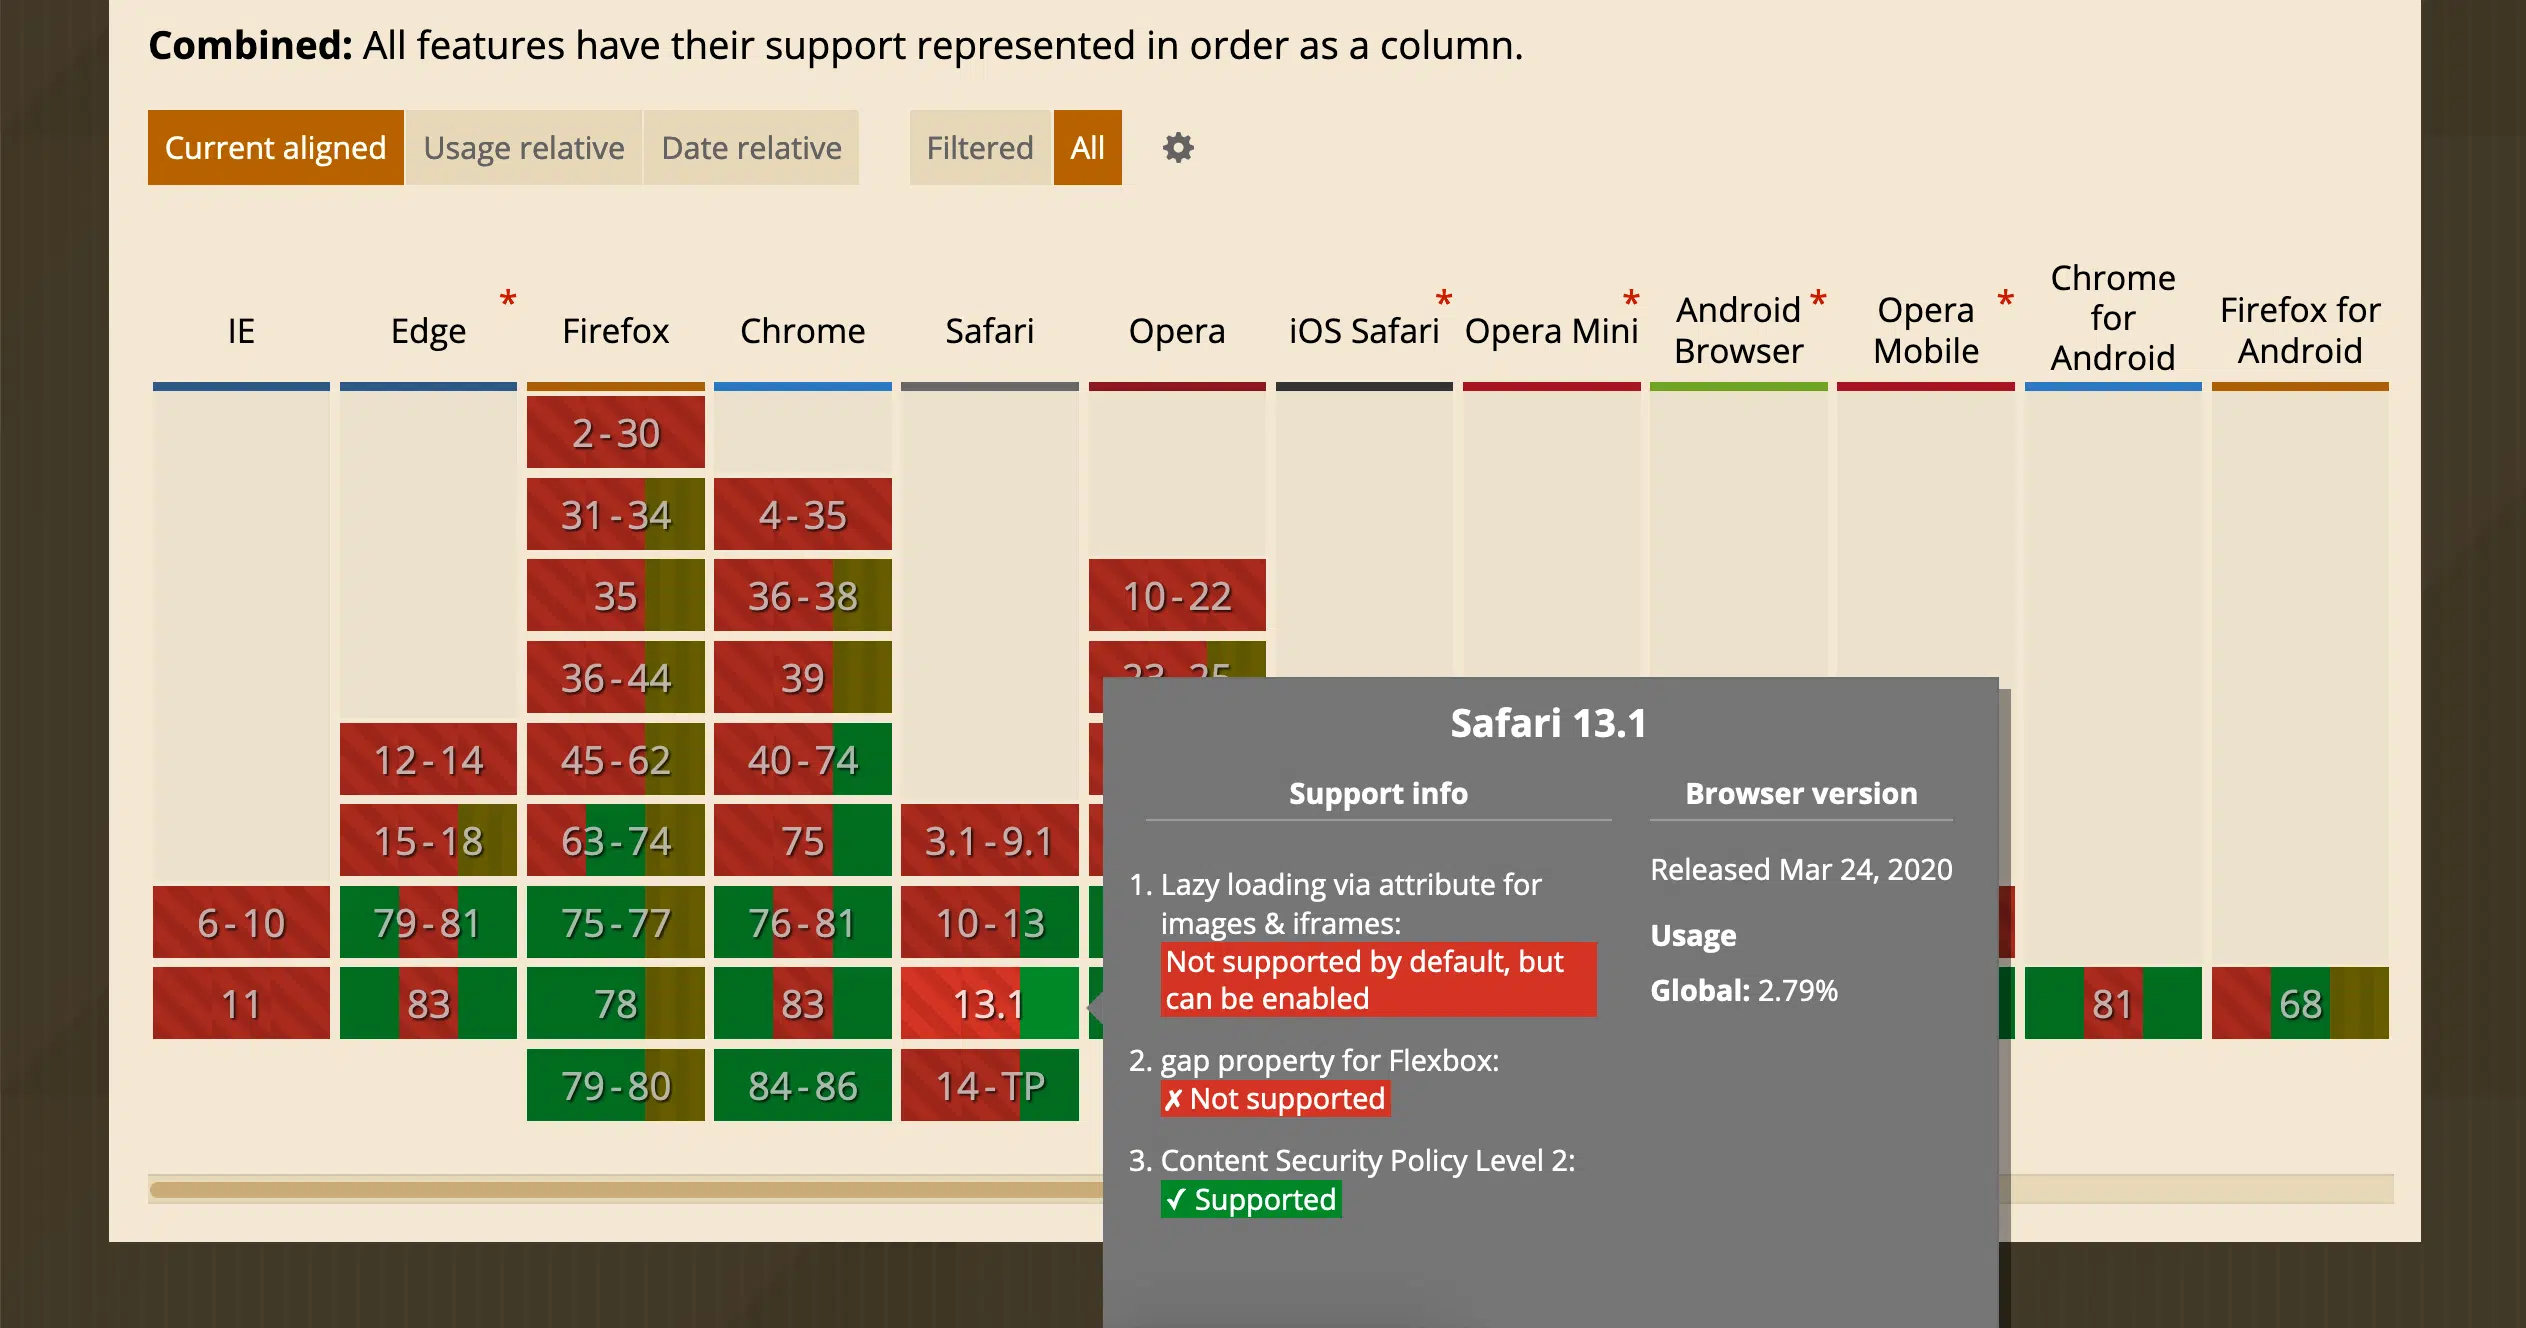 Combined: All features have their support represented in order as a column.
Current aligned Usage relative Date relative Filtered All
IE Edge * Firefox Chrome Safari Opera iOS Safari * Opera Mini * Android Browser * Opera Mobile * Chrome for Android Firefox for Android
2-30
31-34 4-35
35 36-38 10-22
36-44 39 23-25
12-14 45-62 40-74
15-18 63-74 75 3.1-9.1
6-10 79-81 75-77 76-81 10-13
11 83 78 83 13.1 81 68
79-80 84-86 14-TP
Safari 13.1
Support info
1. Lazy loading via attribute for
images & iframes:
Not supported by default, but
can be enabled
2. gap property for Flexbox:
✗ Not supported
3. Content Security Policy Level 2:
✓ Supported
Browser version
Released Mar 24, 2020
Usage
Global: 2.79%